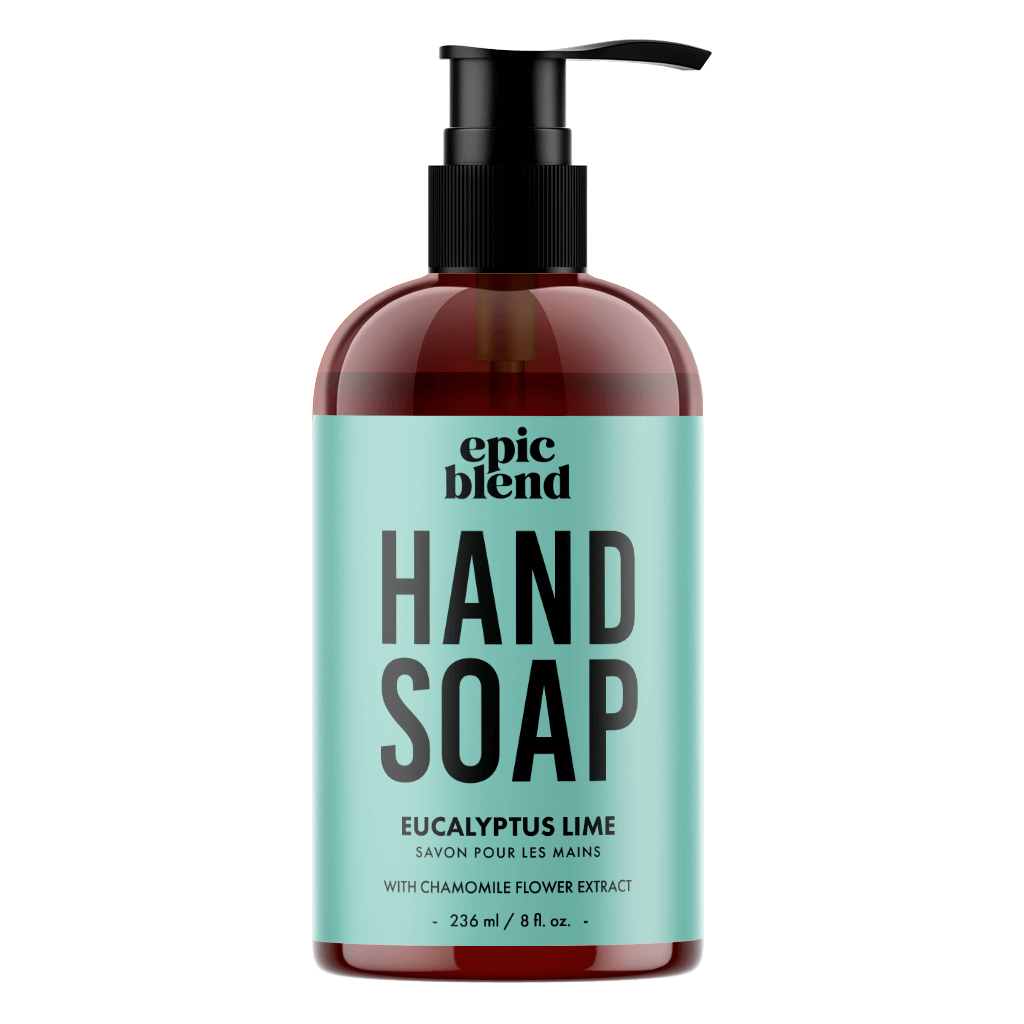 epic
blend
HAND
SOAP
EUCALYPTUS LIME
SAVON POUR LES MAINS
WITH CHAMOMILE FLOWER EXTRACT
- 236 ml / 8 fl. oz. -